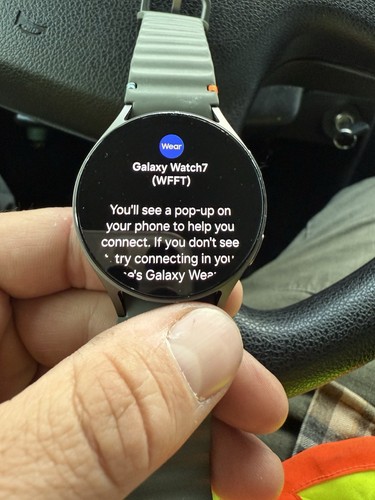 Wear
Galaxy Watch7
(WFFT)
You'll see a pop-up on
your phone to help you
connect. If you don't see
try connecting in you
e's Galaxy Wea